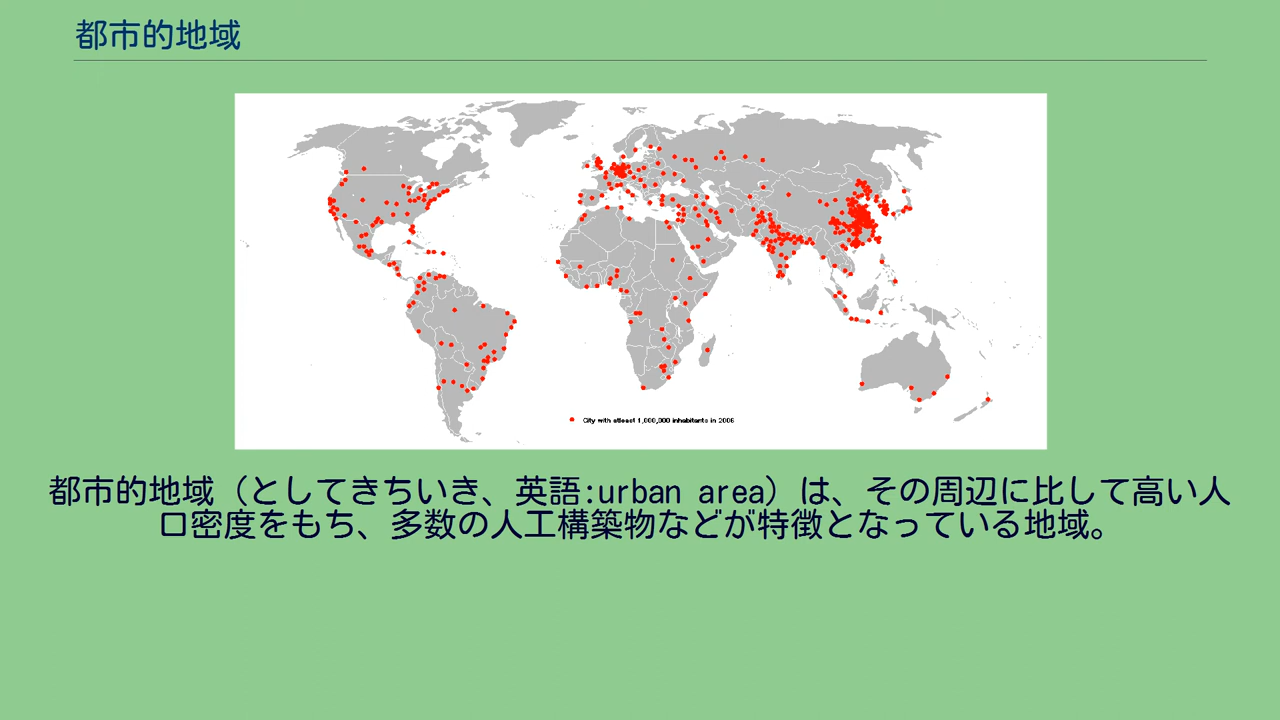 都市的地域
City with atleast 1,000,000 inhabitants in 2006
都市的地域（としてきちいき、英語:urban area）は、その周辺に比して高い人
口密度をもち、多数の人工構築物などが特徴となっている地域。